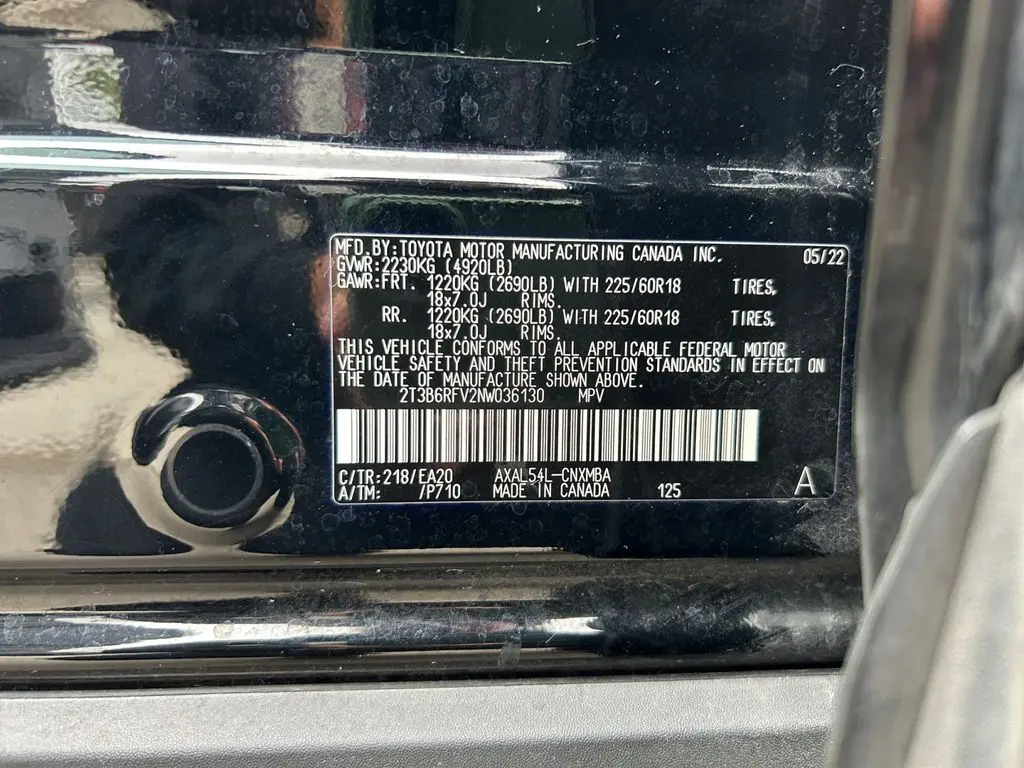 MFD.BY:TOYOTA MOTOR MANUFACTURING CANADA INC. 05/22
GVWR:2230KG (4920LB)
GAWR:FRT. 1220KG (2690LB) WITH 225/60R18 TIRES,
18x7.0J RIMS.
RR. 1220KG (2690LB) WITH 225/60R18 TIRES,
18x7.0J RIMS.
THIS VEHICLE CONFORMS TO ALL APPLICABLE FEDERAL MOTOR
VEHICLE SAFETY AND THEFT PREVENTION STANDARDS IN EFFECT ON
THE DATE OF MANUFACTURE SHOWN ABOVE.
2T3B6RFV2NW036130 MPV
C/TR:218/EA20 AXAL54L-CNXMBA
A/TM: /P710 MADE IN CANADA 125 A